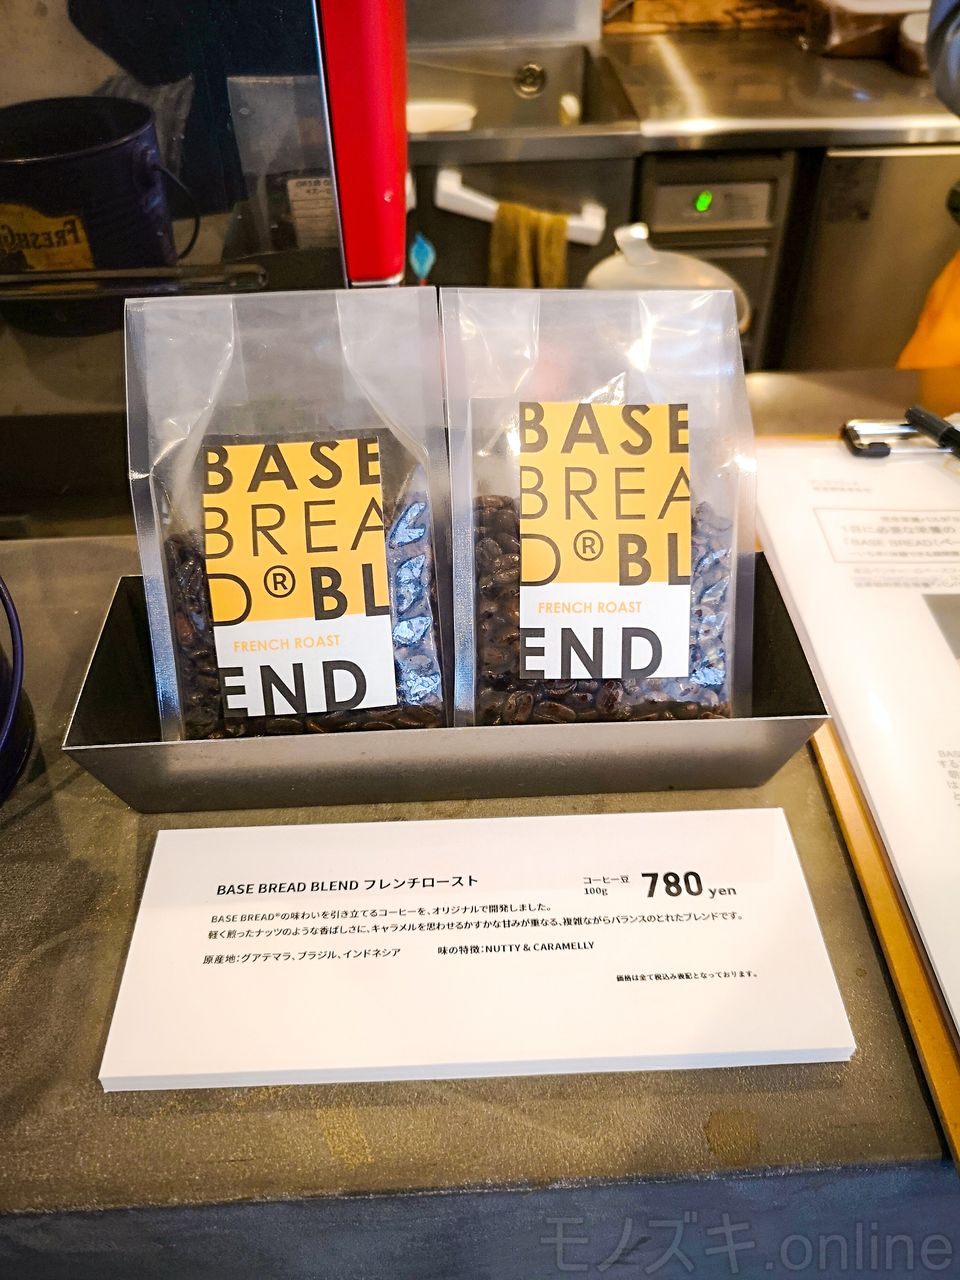 BASE
BREA
D® BL
FRENCH ROAST
END
BASE
BREA
D® BL
FRENCH ROAST
END
BASE BREAD BLEND フレンチロースト
コーヒー豆
100g
780 yen
BASE BREAD®の味わいを引き立てるコーヒーを、オリジナルで開発しました。
軽く煎ったナッツのような香ばしさに、キャラメルを思わせるかすかな甘みが重なる、複雑ながらバランスのとれたブレンドです。
原産地：グアテマラ、ブラジル、インドネシア
味の特徴：NUTTY & CARAMELLY
価格は全て税込み表記となっております。
「BASE BREAD（ベー
モノズキ.online